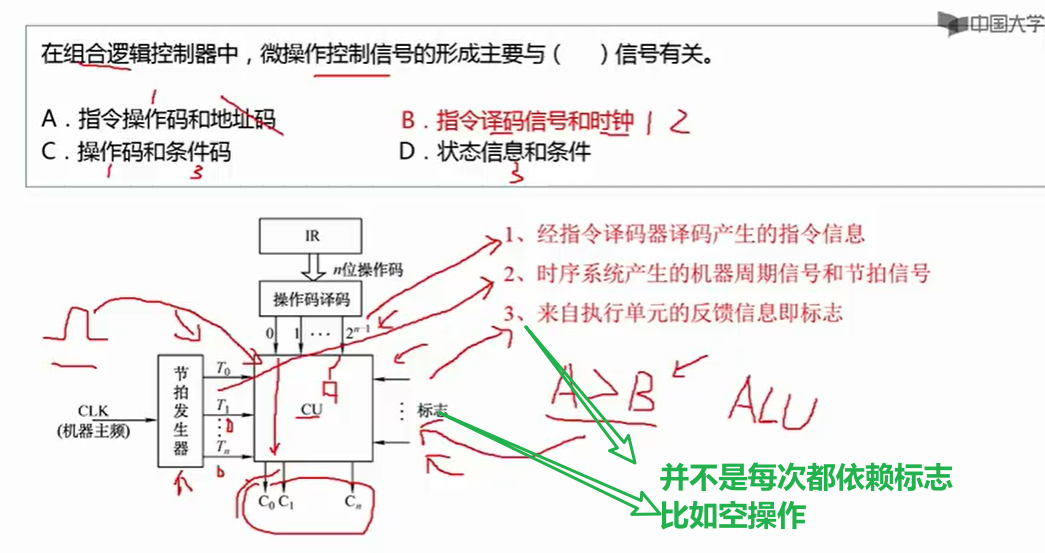 中国大学
在组合逻辑控制器中，微操作控制信号的形成主要与（　　）信号有关。
1
A．指令操作码和地址码
B．指令译码信号和时钟 1 2
C．操作码和条件码
D．状态信息和条件
1 3
3
IR
n位操作码
操作码译码
0 1 … 2ⁿ⁻¹
1、经指令译码器译码产生的指令信息
2、时序系统产生的机器周期信号和节拍信号
3、来自执行单元的反馈信息即标志
CLK
(机器主频)
节拍发生器
T₀
T₁
⋮
Tₙ
CU
⋮ 标志
A>B
ALU
C₀ C₁ Cₙ
并不是每次都依赖标志
比如空操作